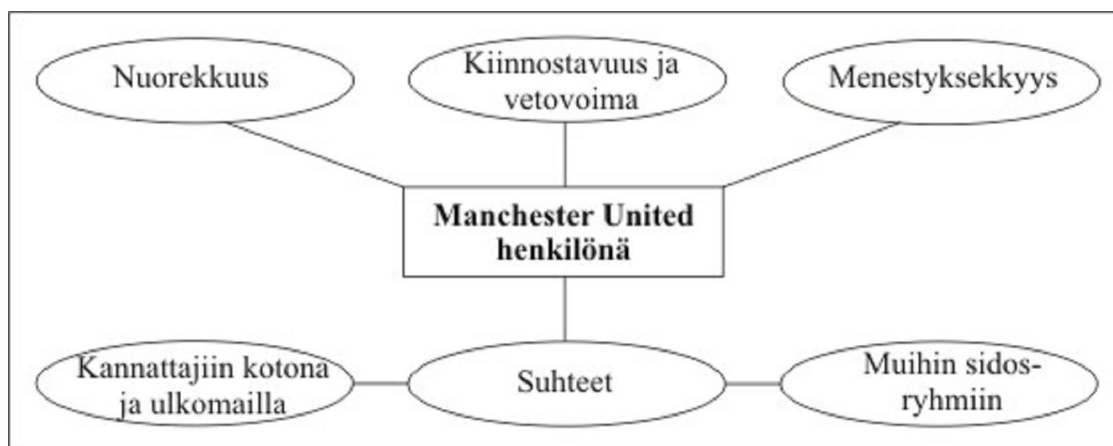 Nuorekkuus
Kiinnostavuus ja
vetovoima
Menestyksekkyys
Manchester United
henkilönä
Kannattajiin kotona
ja ulkomailla
Suhteet
Muihin sidos-
ryhmiin